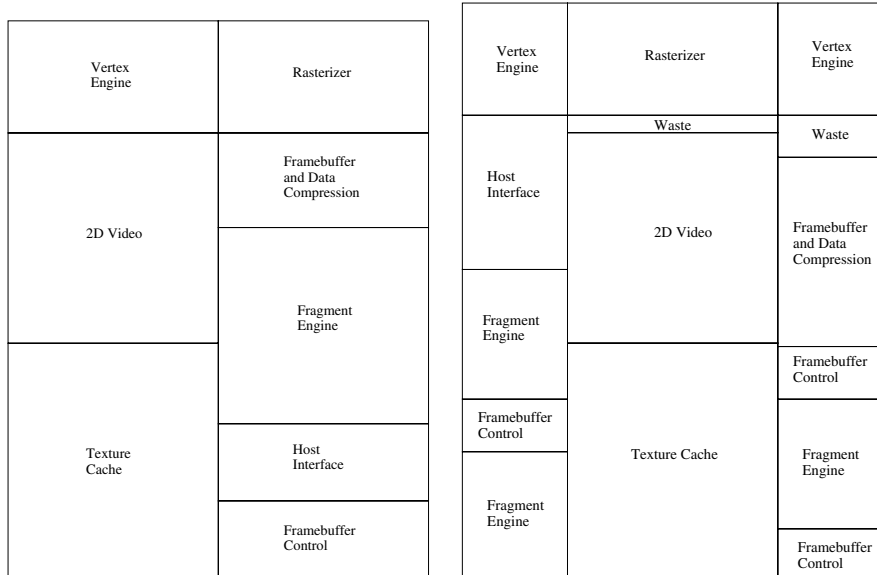 Vertex
Engine
Rasterizer
2D Video
Framebuffer
and Data
Compression
Fragment
Engine
Texture
Cache
Host
Interface
Framebuffer
Control
Vertex
Engine
Rasterizer
Vertex
Engine
Waste
Waste
Host
Interface
2D Video
Framebuffer
and Data
Compression
Fragment
Engine
Framebuffer
Control
Framebuffer
Control
Texture Cache
Fragment
Engine
Fragment
Engine
Framebuffer
Control